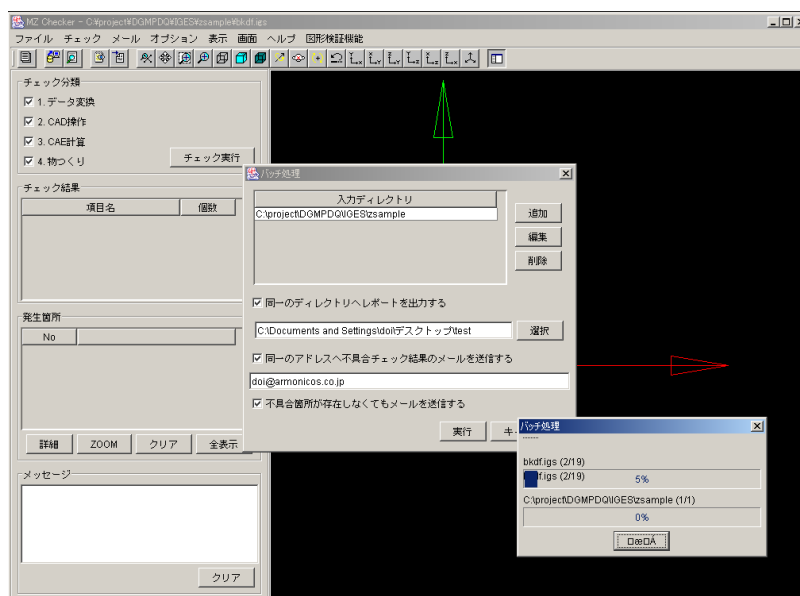 MZ Checker - C:¥project¥DGMPDQ¥IGES¥zsample¥bkdf.igs
ファイル チェック メール オプション 表示 画面 ヘルプ 図形検証機能
チェック分類
1. データ変換
2. CAD操作
3. CAE計算
4. 物つくり
チェック実行
チェック結果
項目名 個数
発生箇所
No
詳細 ZOOM クリア 全表示
メッセージ
クリア
バッチ処理
入力ディレクトリ
C:\project\DGMPDQ\IGES\zsample
追加
編集
削除
同一のディレクトリへレポートを出力する
C:\Documents and Settings\doi\デスクトップ\test
選択
同一のアドレスへ不具合チェック結果のメールを送信する
doi@armonicos.co.jp
不具合箇所が存在しなくてもメールを送信する
実行 キ
バッチ処理
bkdf.igs (2/19)
f.igs (2/19)
5%
C:\project\DGMPDQ\IGES\zsample (1/1)
0%
□œ□Á